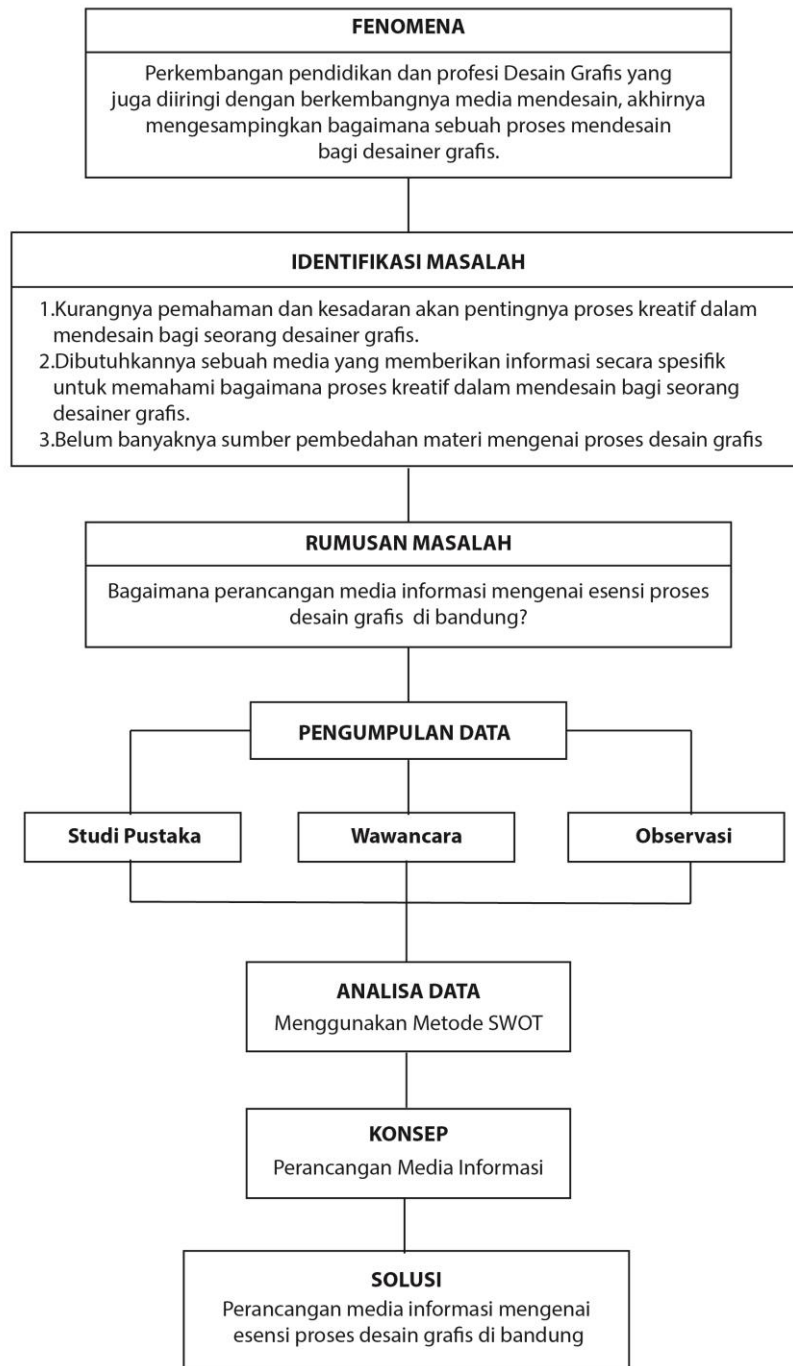 FENOMENA
Perkembangan pendidikan dan profesi Desain Grafis yang
juga diiringi dengan berkembangnya media mendesain, akhirnya
mengesampingkan bagaimana sebuah proses mendesain
bagi desainer grafis.
IDENTIFIKASI MASALAH
1.Kurangnya pemahaman dan kesadaran akan pentingnya proses kreatif dalam
mendesain bagi seorang desainer grafis.
2.Dibutuhkannya sebuah media yang memberikan informasi secara spesifik
untuk memahami bagaimana proses kreatif dalam mendesain bagi seorang
desainer grafis.
3.Belum banyaknya sumber pembedahan materi mengenai proses desain grafis
RUMUSAN MASALAH
Bagaimana perancangan media informasi mengenai esensi proses
desain grafis di bandung?
PENGUMPULAN DATA
Studi Pustaka
Wawancara
Observasi
ANALISA DATA
Menggunakan Metode SWOT
KONSEP
Perancangan Media Informasi
SOLUSI
Perancangan media informasi mengenai
esensi proses desain grafis di bandung